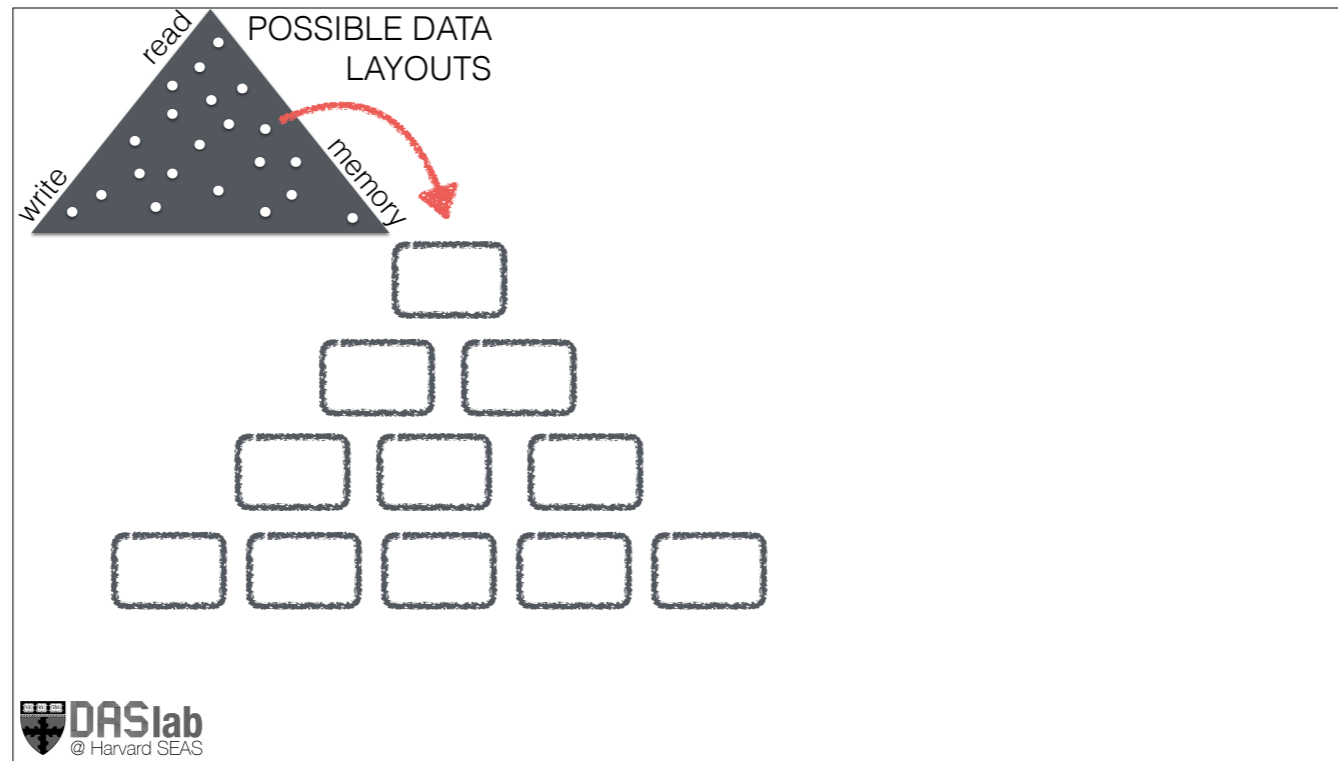 read
POSSIBLE DATA
LAYOUTS
write
memory
DASlab
@ Harvard SEAS